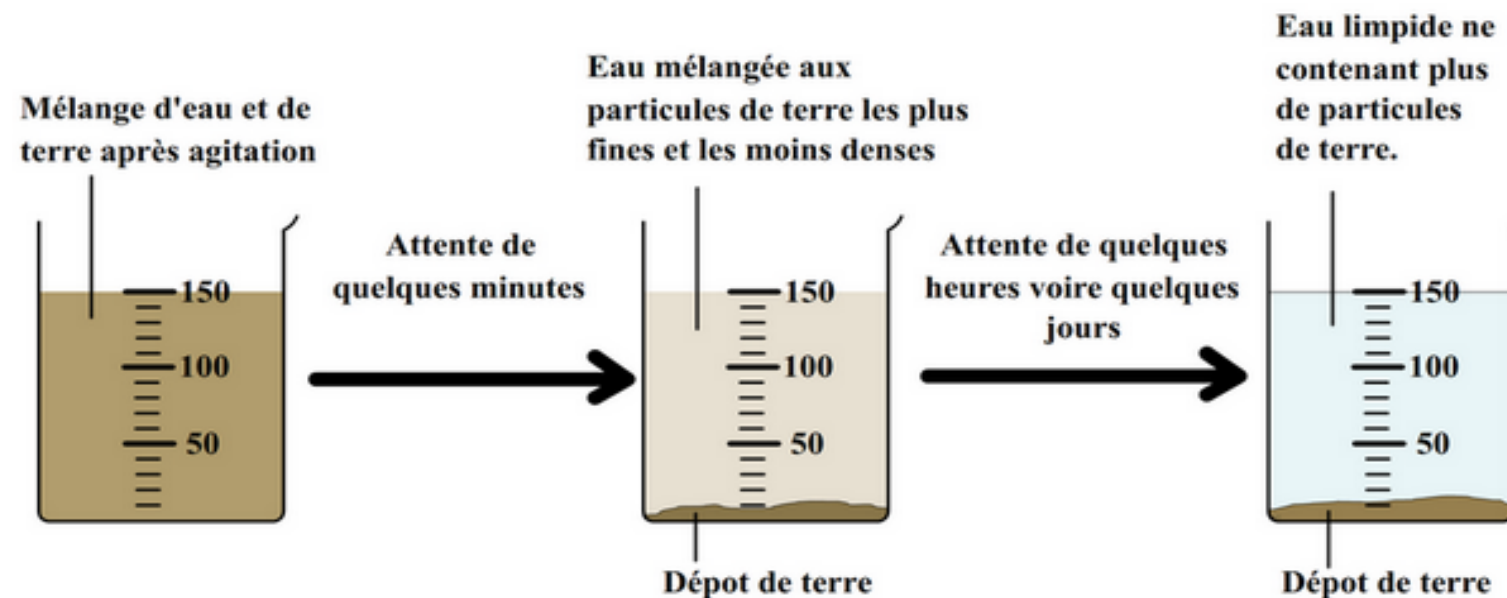 Mélange d'eau et de
terre après agitation
150
100
50
Attente de
quelques minutes
Eau mélangée aux
particules de terre les plus
fines et les moins denses
150
100
50
Dépot de terre
Attente de quelques
heures voire quelques
jours
Eau limpide ne
contenant plus
de particules
de terre.
150
100
50
Dépot de terre